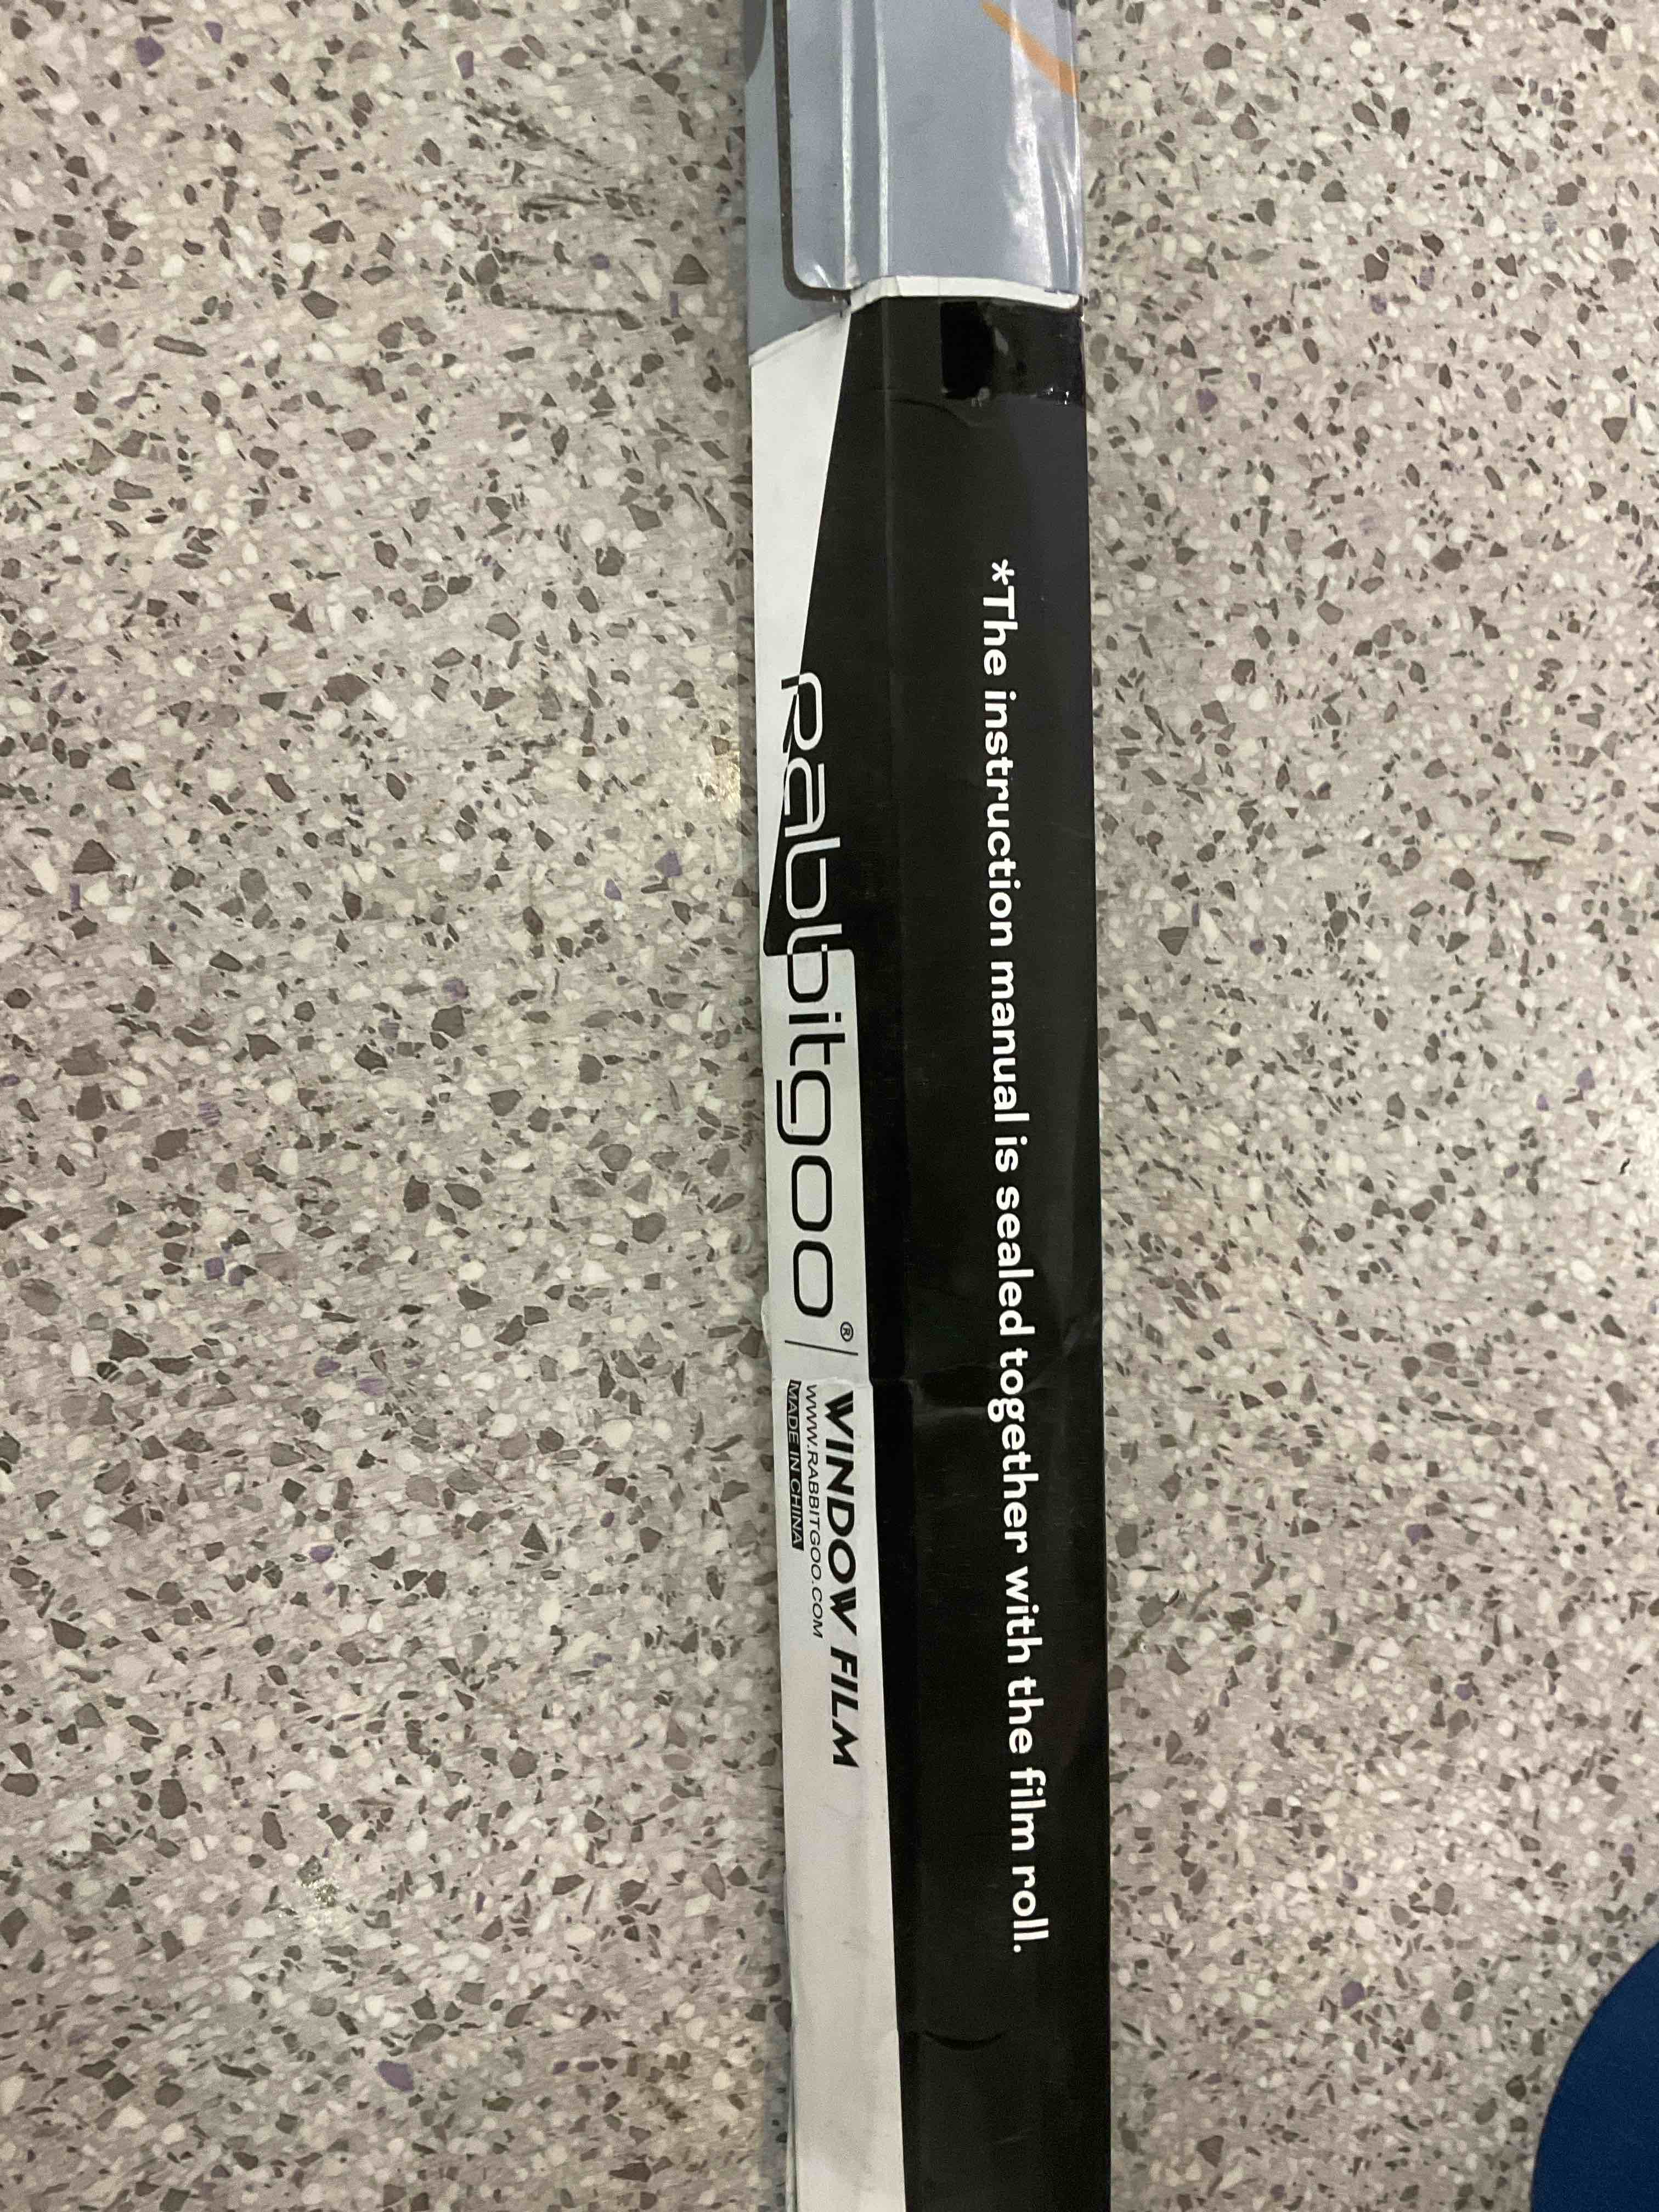 *The instruction manual is sealed together with the film roll.
Rabbitgoo® | WINDOW FILM
WWW.RABBITGOO.COM
MADE IN CHINA